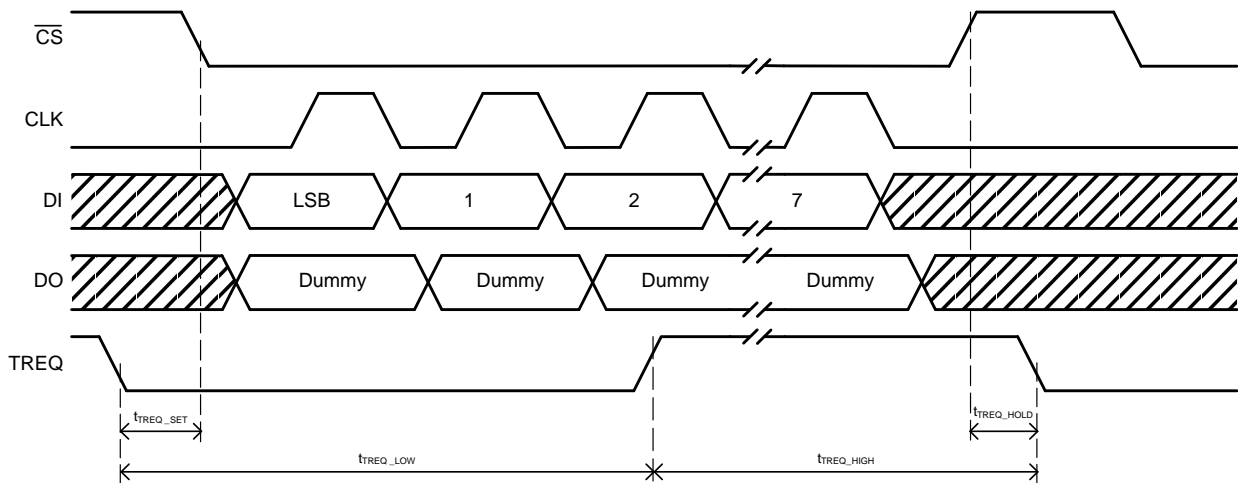 CS
CLK
DI LSB 1 2 7
DO Dummy Dummy Dummy Dummy
TREQ
tTREQ_SET tTREQ_HOLD
tTREQ_LOW tTREQ_HIGH